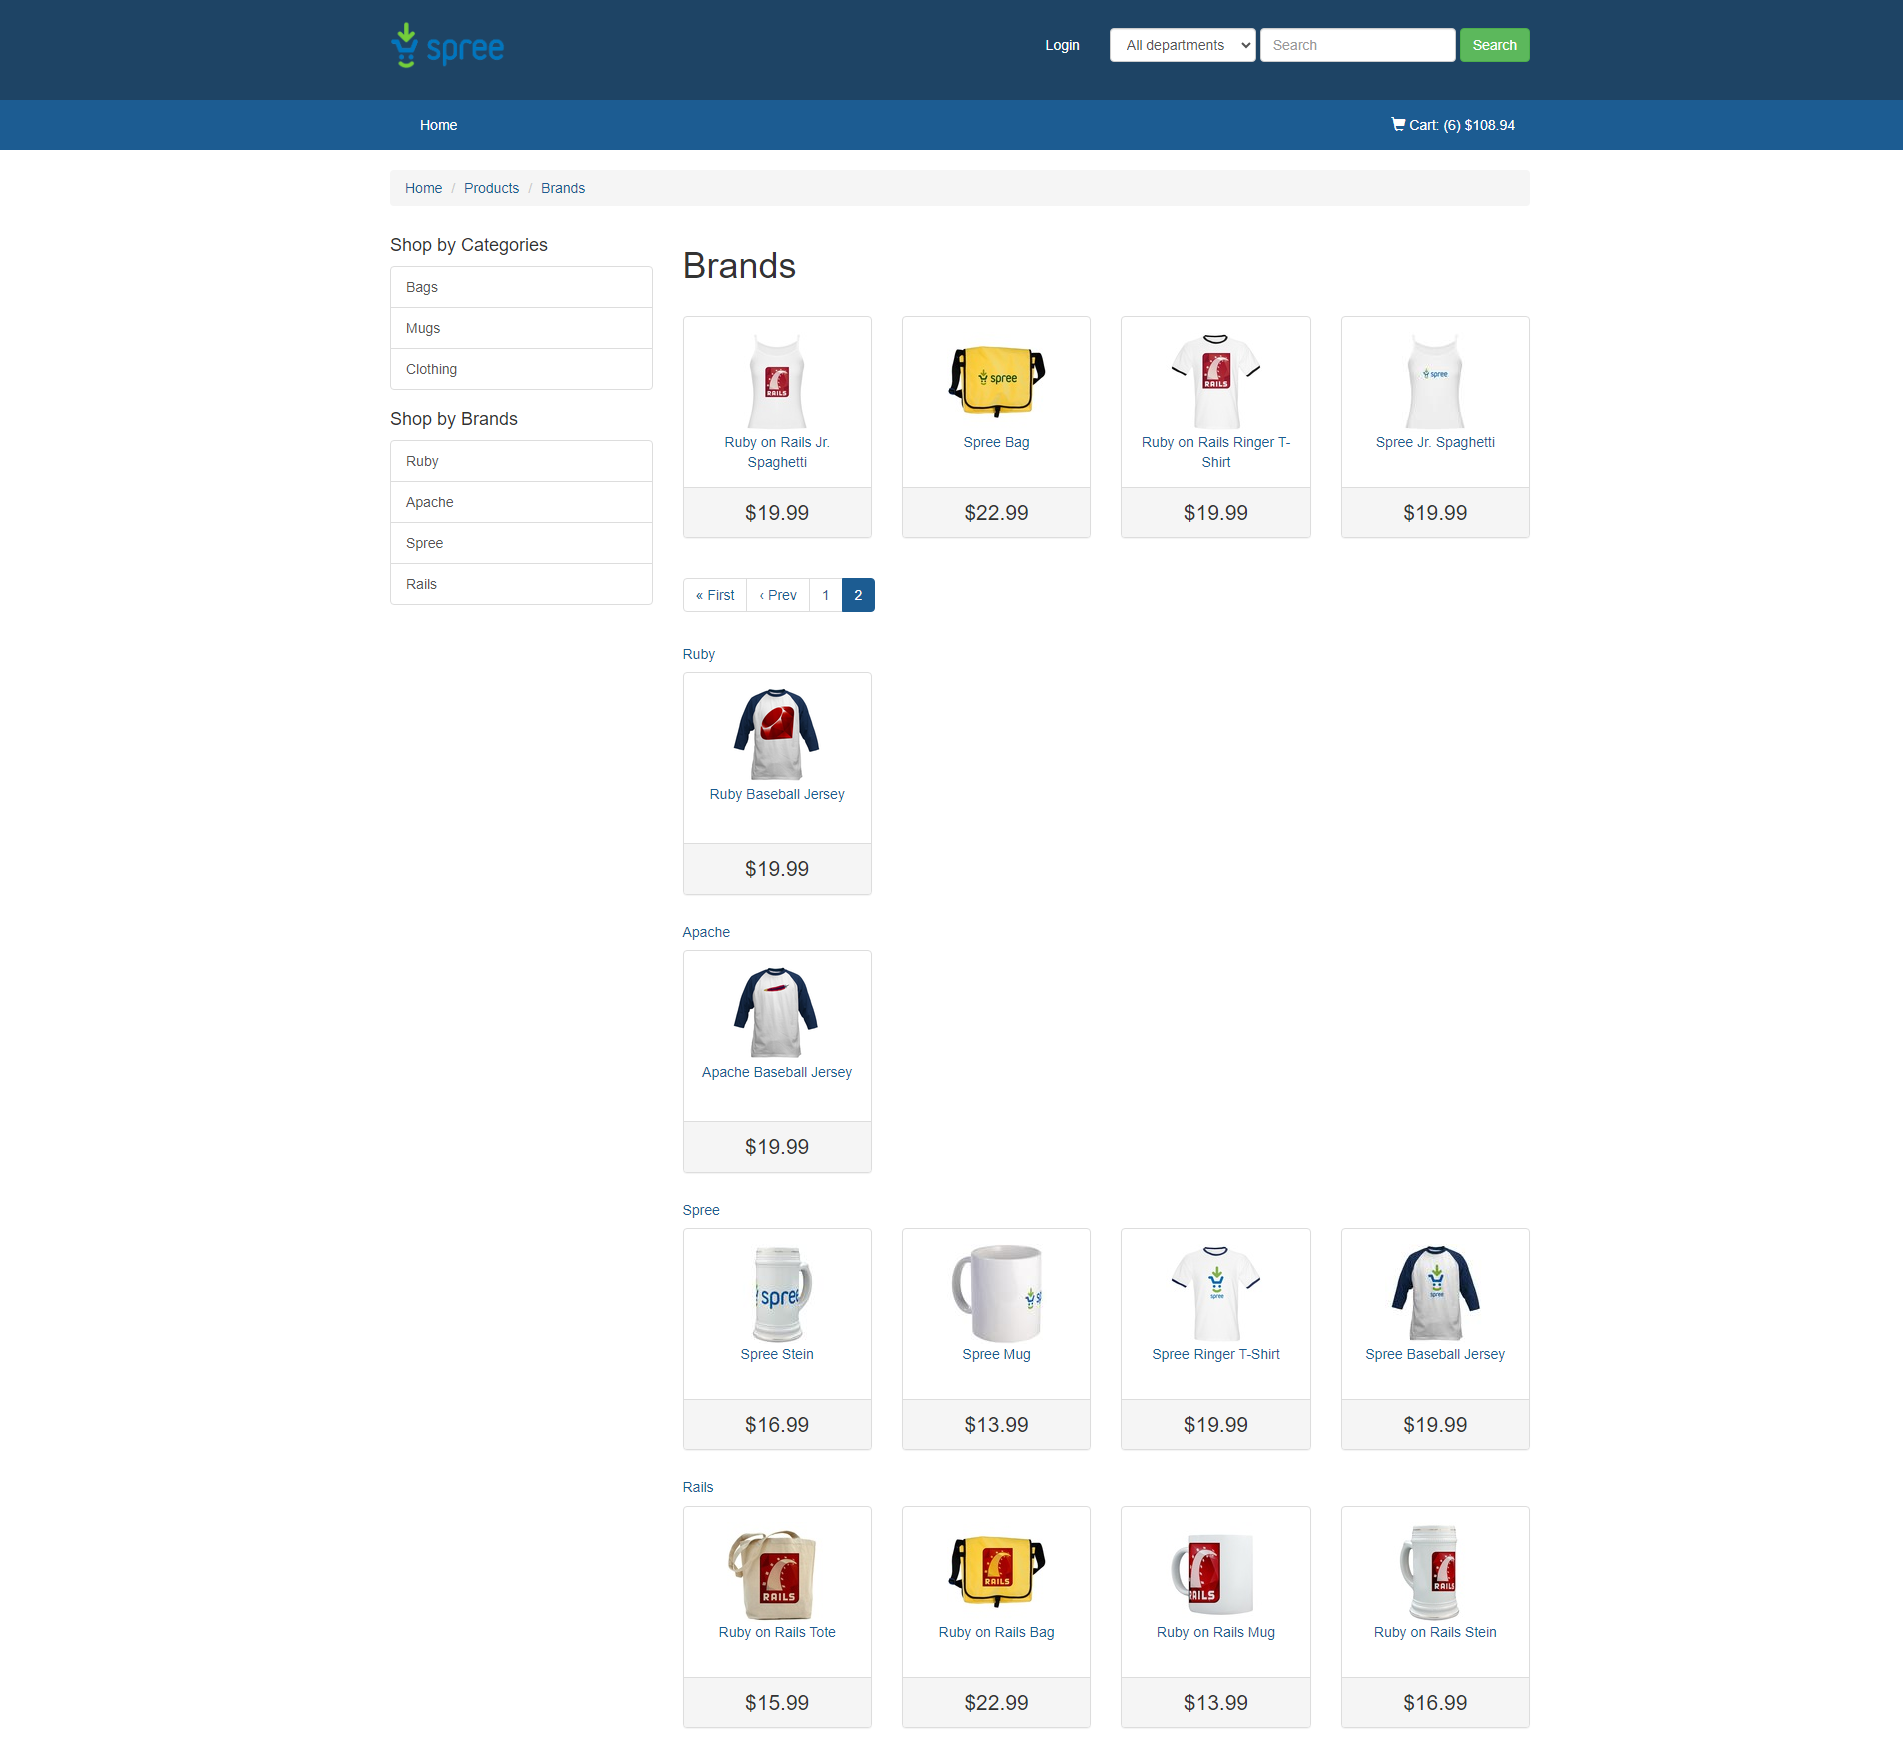 spree
Login
All departments
Search
Search
Home
Cart: (6) $108.94
Home / Products / Brands
Shop by Categories
Bags
Mugs
Clothing
Shop by Brands
Ruby
Apache
Spree
Rails
Brands
RAILS
Ruby on Rails Jr.
Spaghetti
$19.99
spree
Spree Bag
$22.99
RAILS
Ruby on Rails Ringer T-
Shirt
$19.99
spree
Spree Jr. Spaghetti
$19.99
« First
‹ Prev
1
2
Ruby
Ruby Baseball Jersey
$19.99
Apache
Apache Baseball Jersey
$19.99
Spree
spree
Spree Stein
$16.99
Spree Mug
$13.99
spree
Spree Ringer T-Shirt
$19.99
spree
Spree Baseball Jersey
$19.99
Rails
RAILS
Ruby on Rails Tote
$15.99
RAILS
Ruby on Rails Bag
$22.99
RAILS
Ruby on Rails Mug
$13.99
RAILS
Ruby on Rails Stein
$16.99